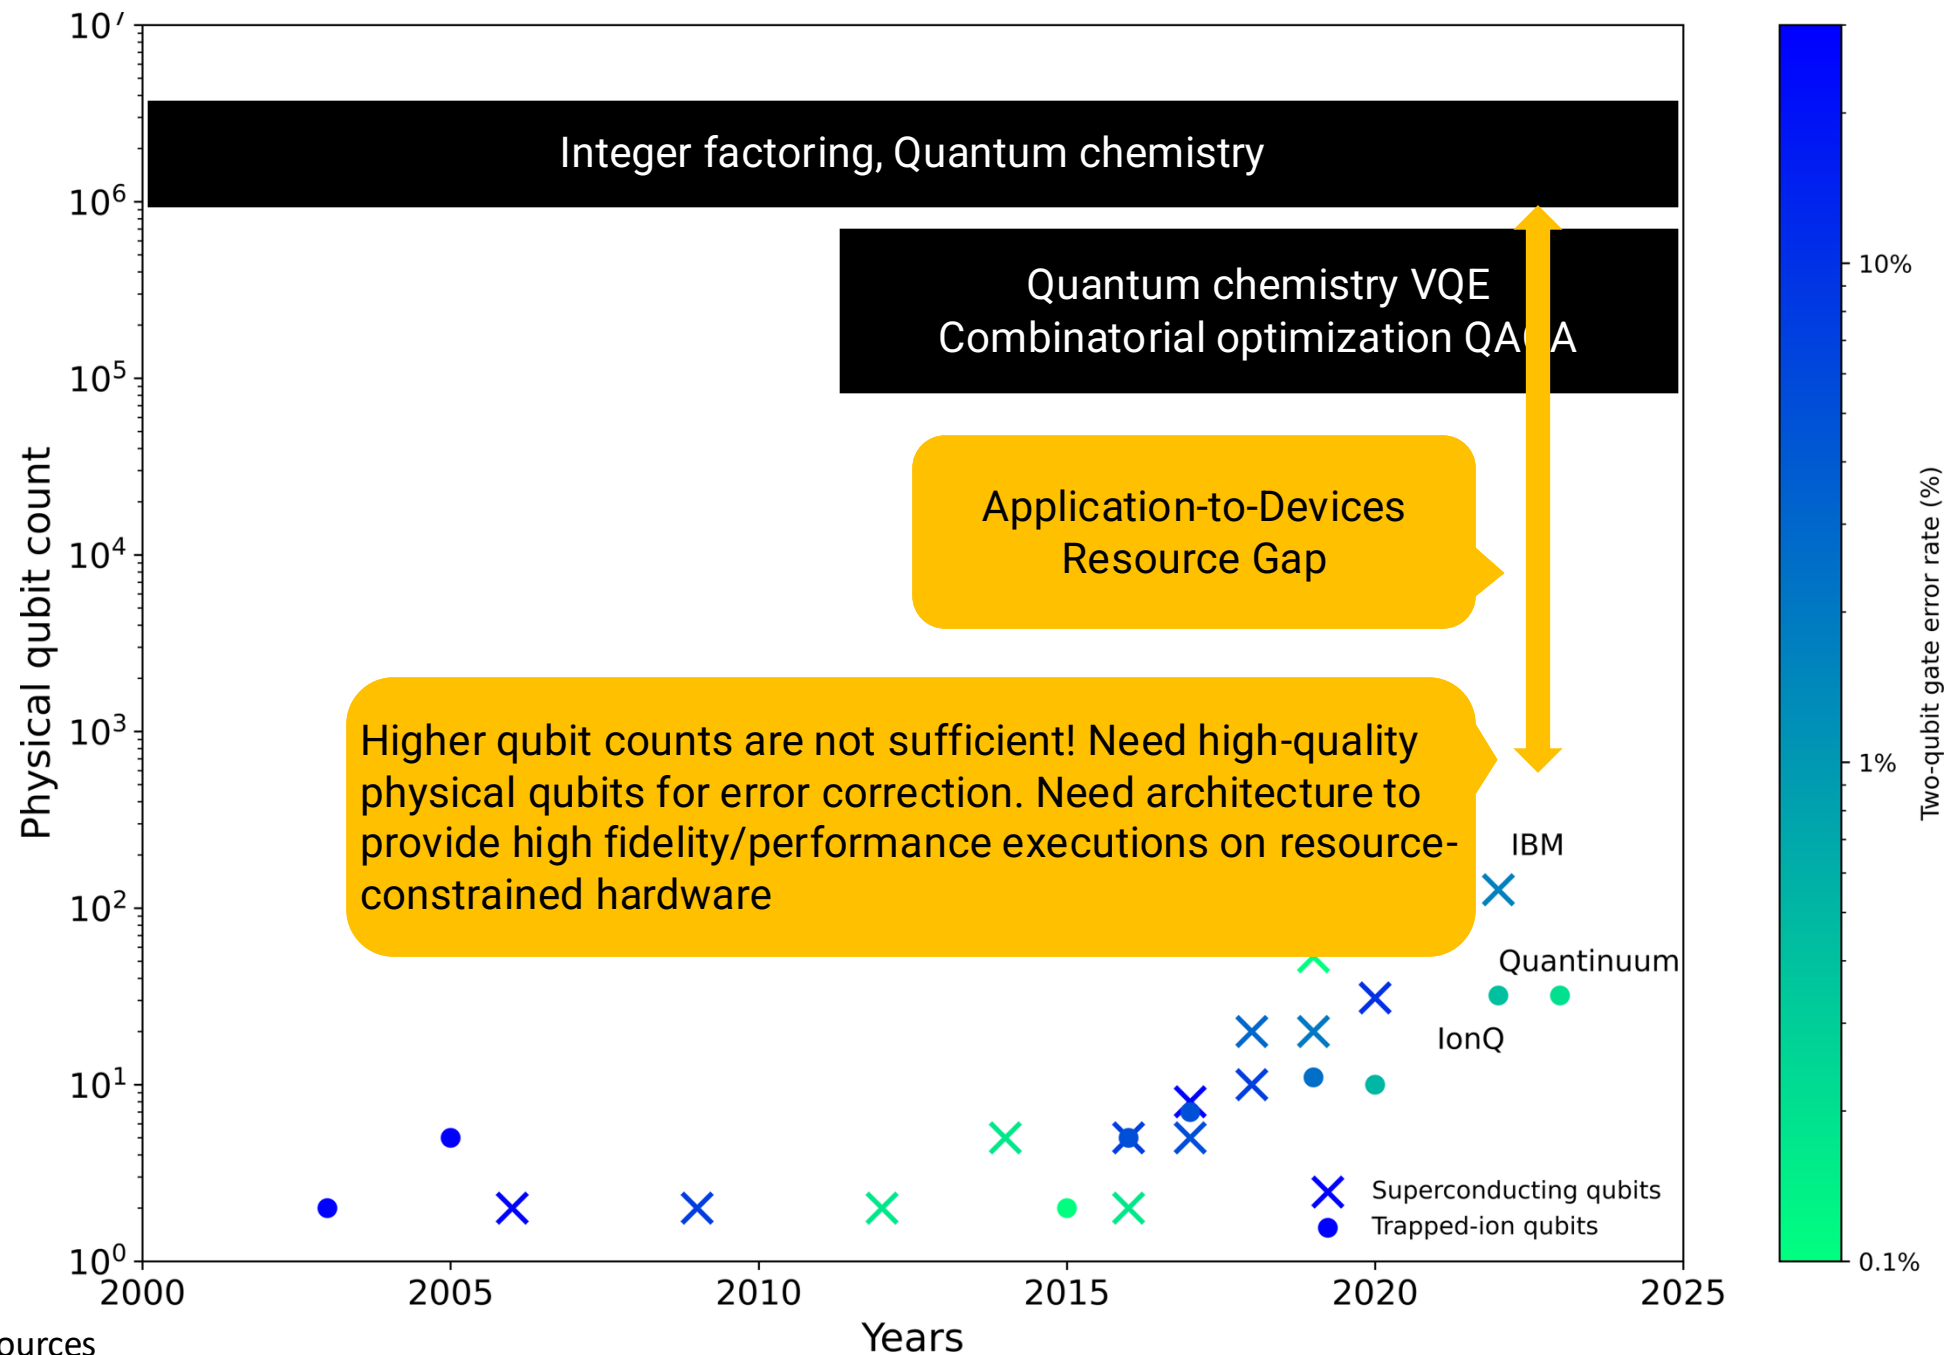 10⁷
Integer factoring, Quantum chemistry
10⁶
Quantum chemistry VQE
10%
Combinatorial optimization
10⁵
Application-to-Devices
Resource Gap
10⁴
Physical qubit count
Two-qubit gate error rate (%)
10³
Higher qubit counts are not sufficient! Need high-quality
physical qubits for error correction. Need architecture to
provide high fidelity/performance executions on resource-
constrained hardware
1%
IBM
10²
Quantinuum
IonQ
10¹
Superconducting qubits
Trapped-ion qubits
10⁰
0.1%
2000 2005 2010 2015 2020 2025
Years